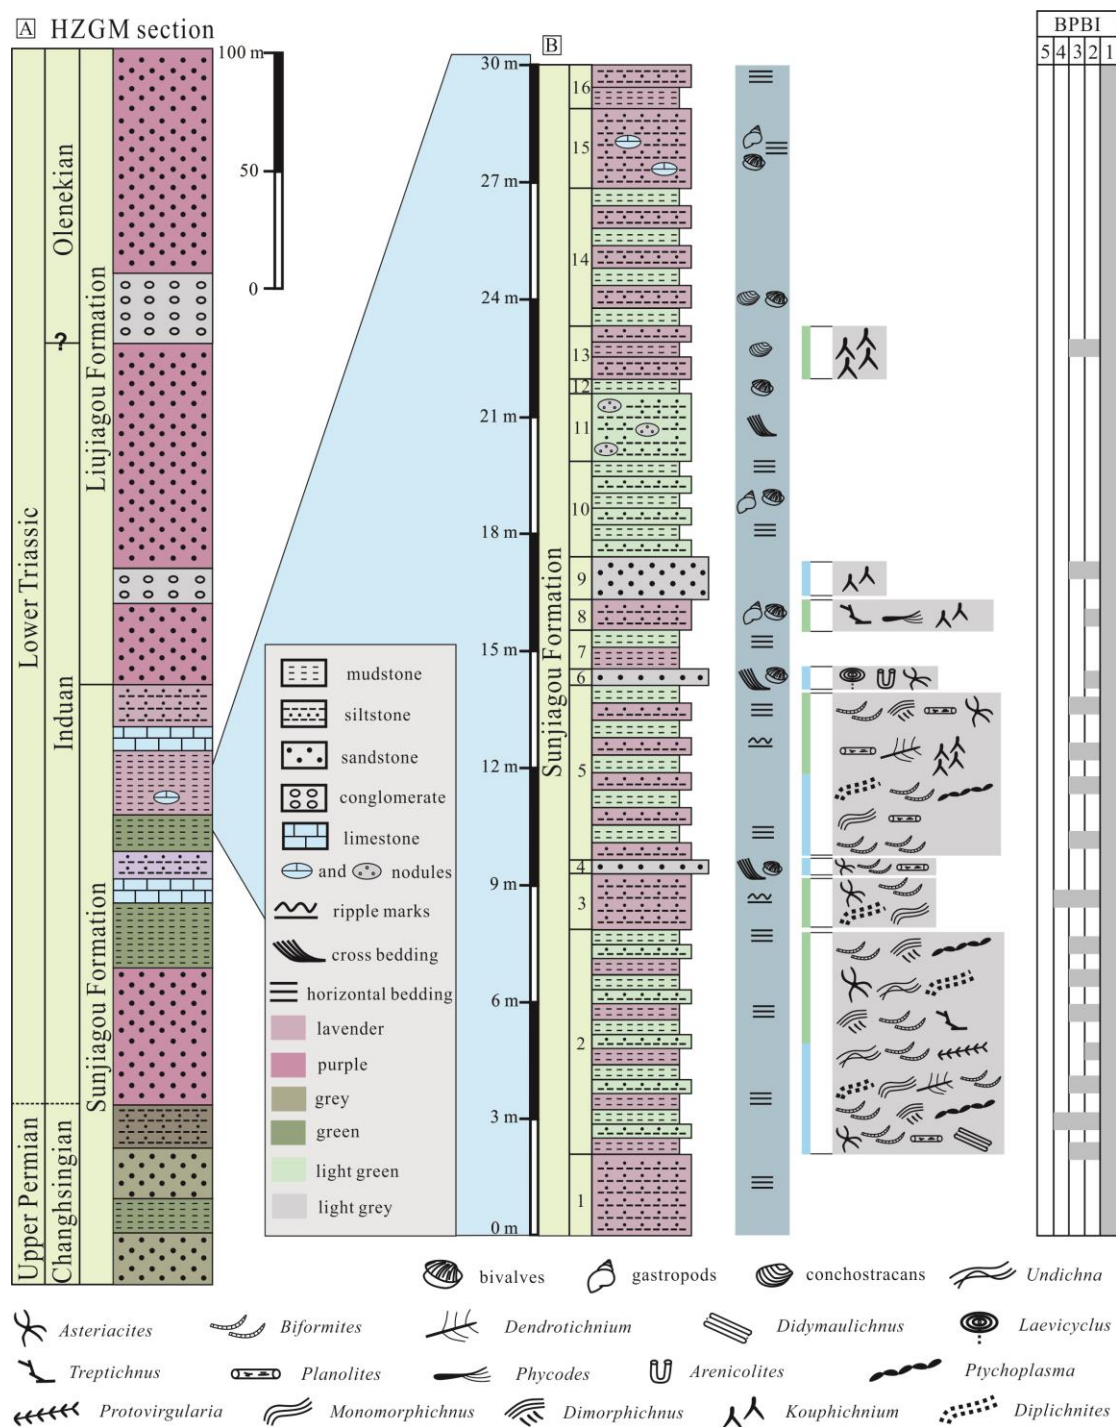 A HZGM section
Lower Triassic
Upper Permian
Olenekian
?
Induan
Changhsingian
Liujiagou Formation
Sunjiagou Formation
100 m
50
0
mudstone
siltstone
sandstone
conglomerate
limestone
and nodules
ripple marks
cross bedding
horizontal bedding
lavender
purple
grey
green
light green
light grey
B
30 m
27 m
24 m
21 m
18 m
15 m
12 m
9 m
6 m
3 m
0 m
Sunjiagou Formation
16
15
14
13
12
11
10
9
8
7
6
5
4
3
2
1
BPBI
5 4 3 2 1
bivalves gastropods conchostracans Undichna
Asteriacites Biformites Dendrotichnium Didymaulichnus Laevicyclus
Treptichnus Planolites Phycodes Arenicolites Ptychoplasma
Protovirgularia Monomorphichnus Dimorphichnus Kouphichnium Diplichnites